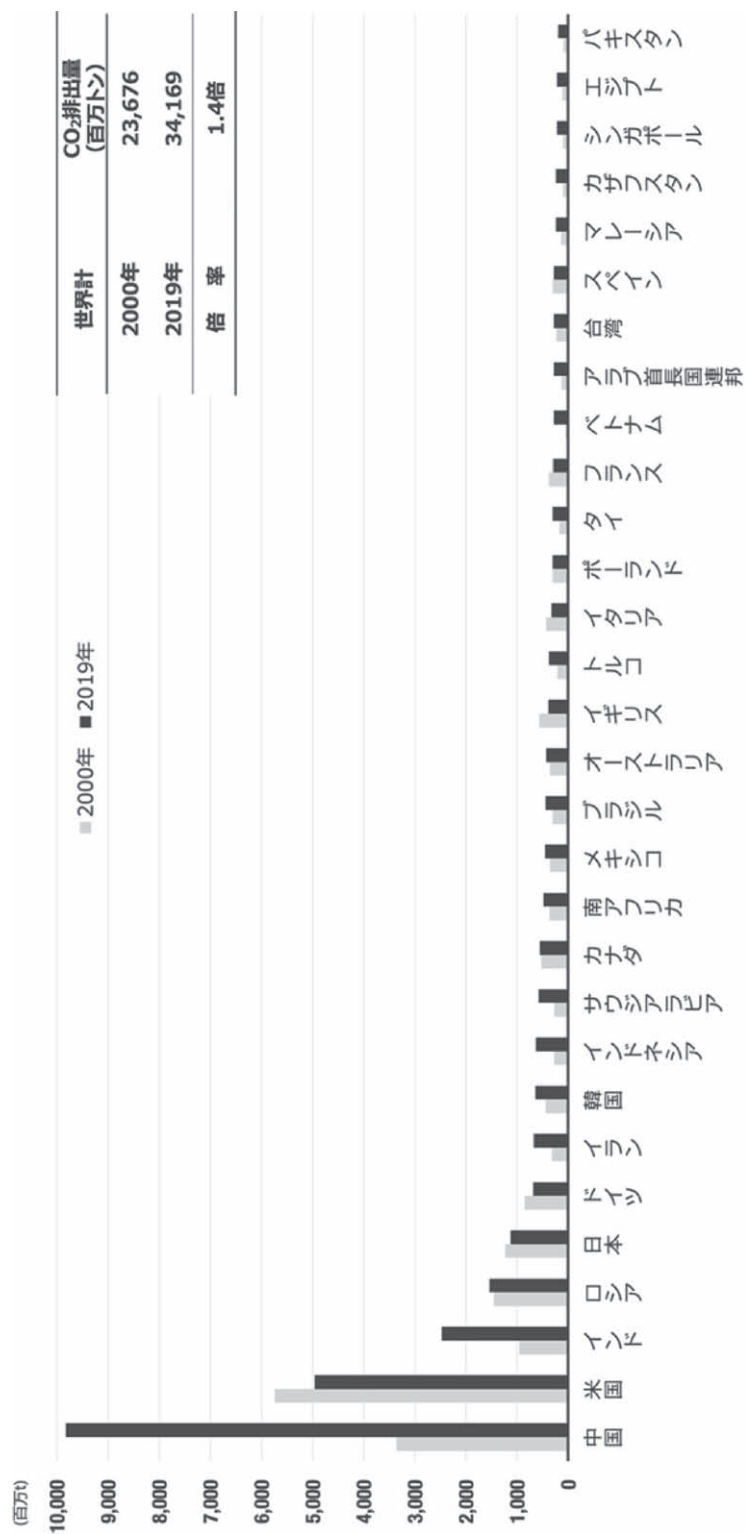 (百万t)
10,000
9,000
8,000
7,000
6,000
5,000
4,000
3,000
2,000
1,000
0
2000年 2019年
世界計 CO₂排出量
(百万トン)
2000年 23,676
2019年 34,169
倍 率 1.4倍
中国
米国
インド
ロシア
日本
ドイツ
イラン
韓国
インドネシア
サウジアラビア
カナダ
南アフリカ
メキシコ
ブラジル
オーストラリア
イギリス
トルコ
イタリア
ポーランド
タイ
フランス
ベトナム
アラブ首長国連邦
台湾
スペイン
マレーシア
カザフスタン
シンガポール
エジプト
パキスタン